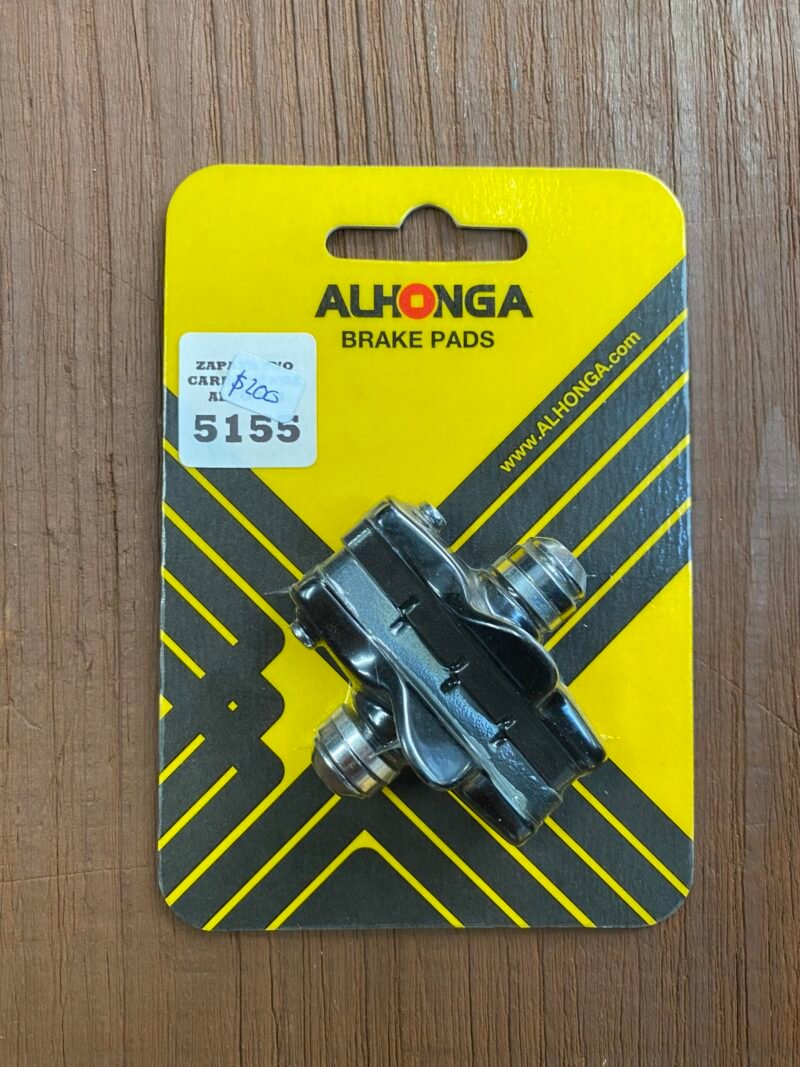 ALHONGA
BRAKE PADS
www.ALHONGA.com
$200
5155